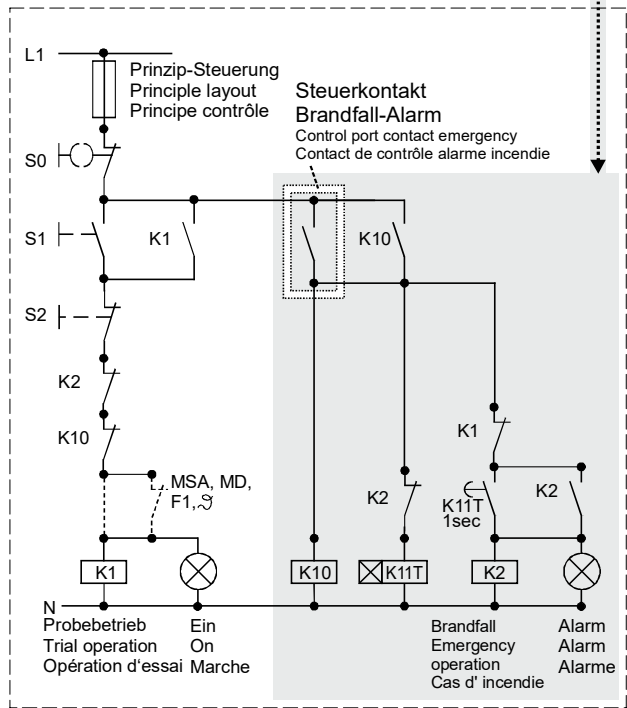 L1
Prinzip-Steuerung
Principle layout
Principe contrôle
Steuerkontakt
Brandfall-Alarm
Control port contact emergency
Contact de contrôle alarme incendie
S0
S1
K1
K10
S2
K2
K10
K1
MSA, MD,
F1,ϑ
K2
K11T
1sec
K2
K1
K10
K11T
K2
N
Probebetrieb
Trial operation
Opération d‘essai
Ein
On
Marche
Brandfall
Emergency
operation
Cas d' incendie
Alarm
Alarm
Alarme